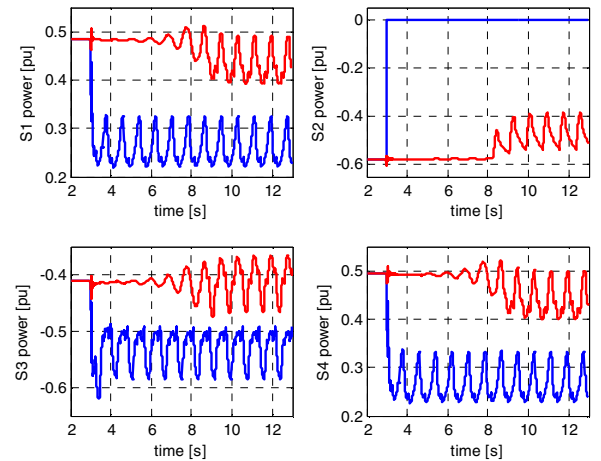 0.5
0.4
0.3
0.2
S1 power [pu]
2 4 6 8 10 12
time [s]
0
-0.2
-0.4
-0.6
S2 power [pu]
2 4 6 8 10 12
time [s]
-0.4
-0.5
-0.6
S3 power [pu]
2 4 6 8 10 12
time [s]
0.5
0.4
0.3
0.2
S4 power [pu]
2 4 6 8 10 12
time [s]